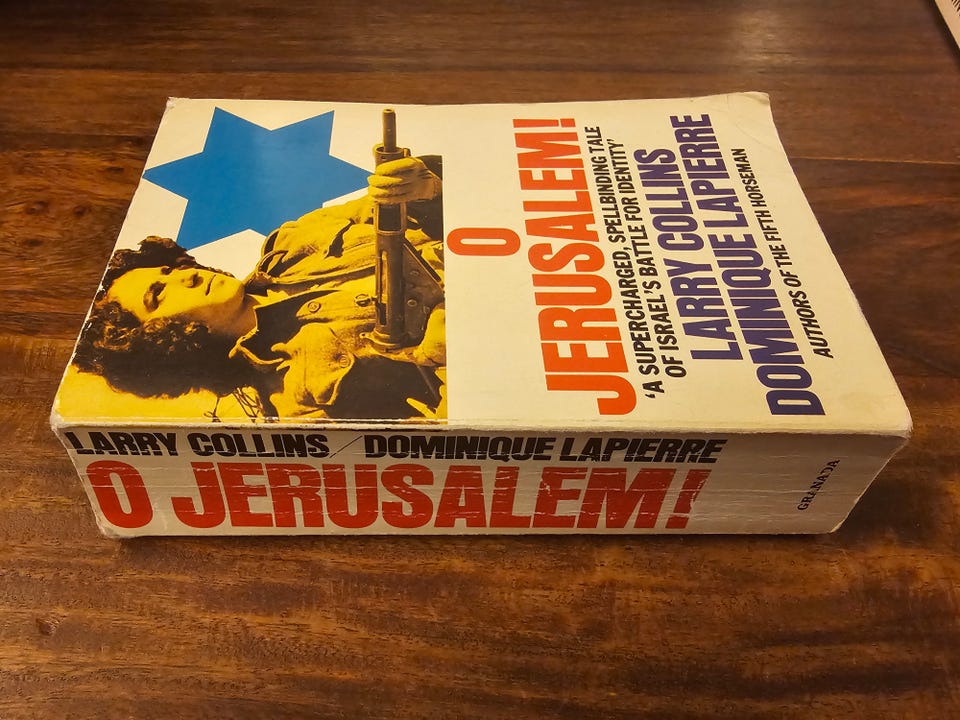 O
JERUSALEM!
'A SUPERCHARGED, SPELLBINDING TALE
OF ISRAEL'S BATTLE FOR IDENTITY'
LARRY COLLINS
DOMINIQUE LAPIERRE
AUTHORS OF THE FIFTH HORSEMAN
LARRY COLLINS / DOMINIQUE LAPIERRE
O JERUSALEM!
GRANADA